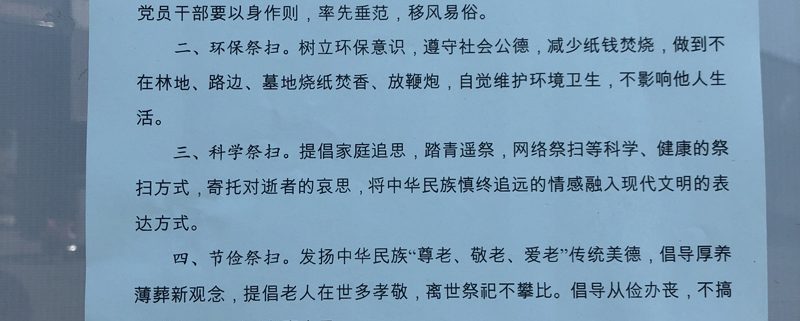 党员干部要以身作则，率先垂范，移风易俗。
二、环保祭扫。树立环保意识，遵守社会公德，减少纸钱焚烧，做到不
在林地、路边、墓地烧纸焚香、放鞭炮，自觉维护环境卫生，不影响他人生
活。
三、科学祭扫。提倡家庭追思，踏青遥祭，网络祭扫等科学、健康的祭
扫方式，寄托对逝者的哀思，将中华民族慎终追远的情感融入现代文明的表
达方式。
四、节俭祭扫。发扬中华民族“尊老、敬老、爱老”传统美德，倡导厚养
薄葬新观念，提倡老人在世多孝敬，离世祭祀不攀比。倡导从俭办丧，不搞